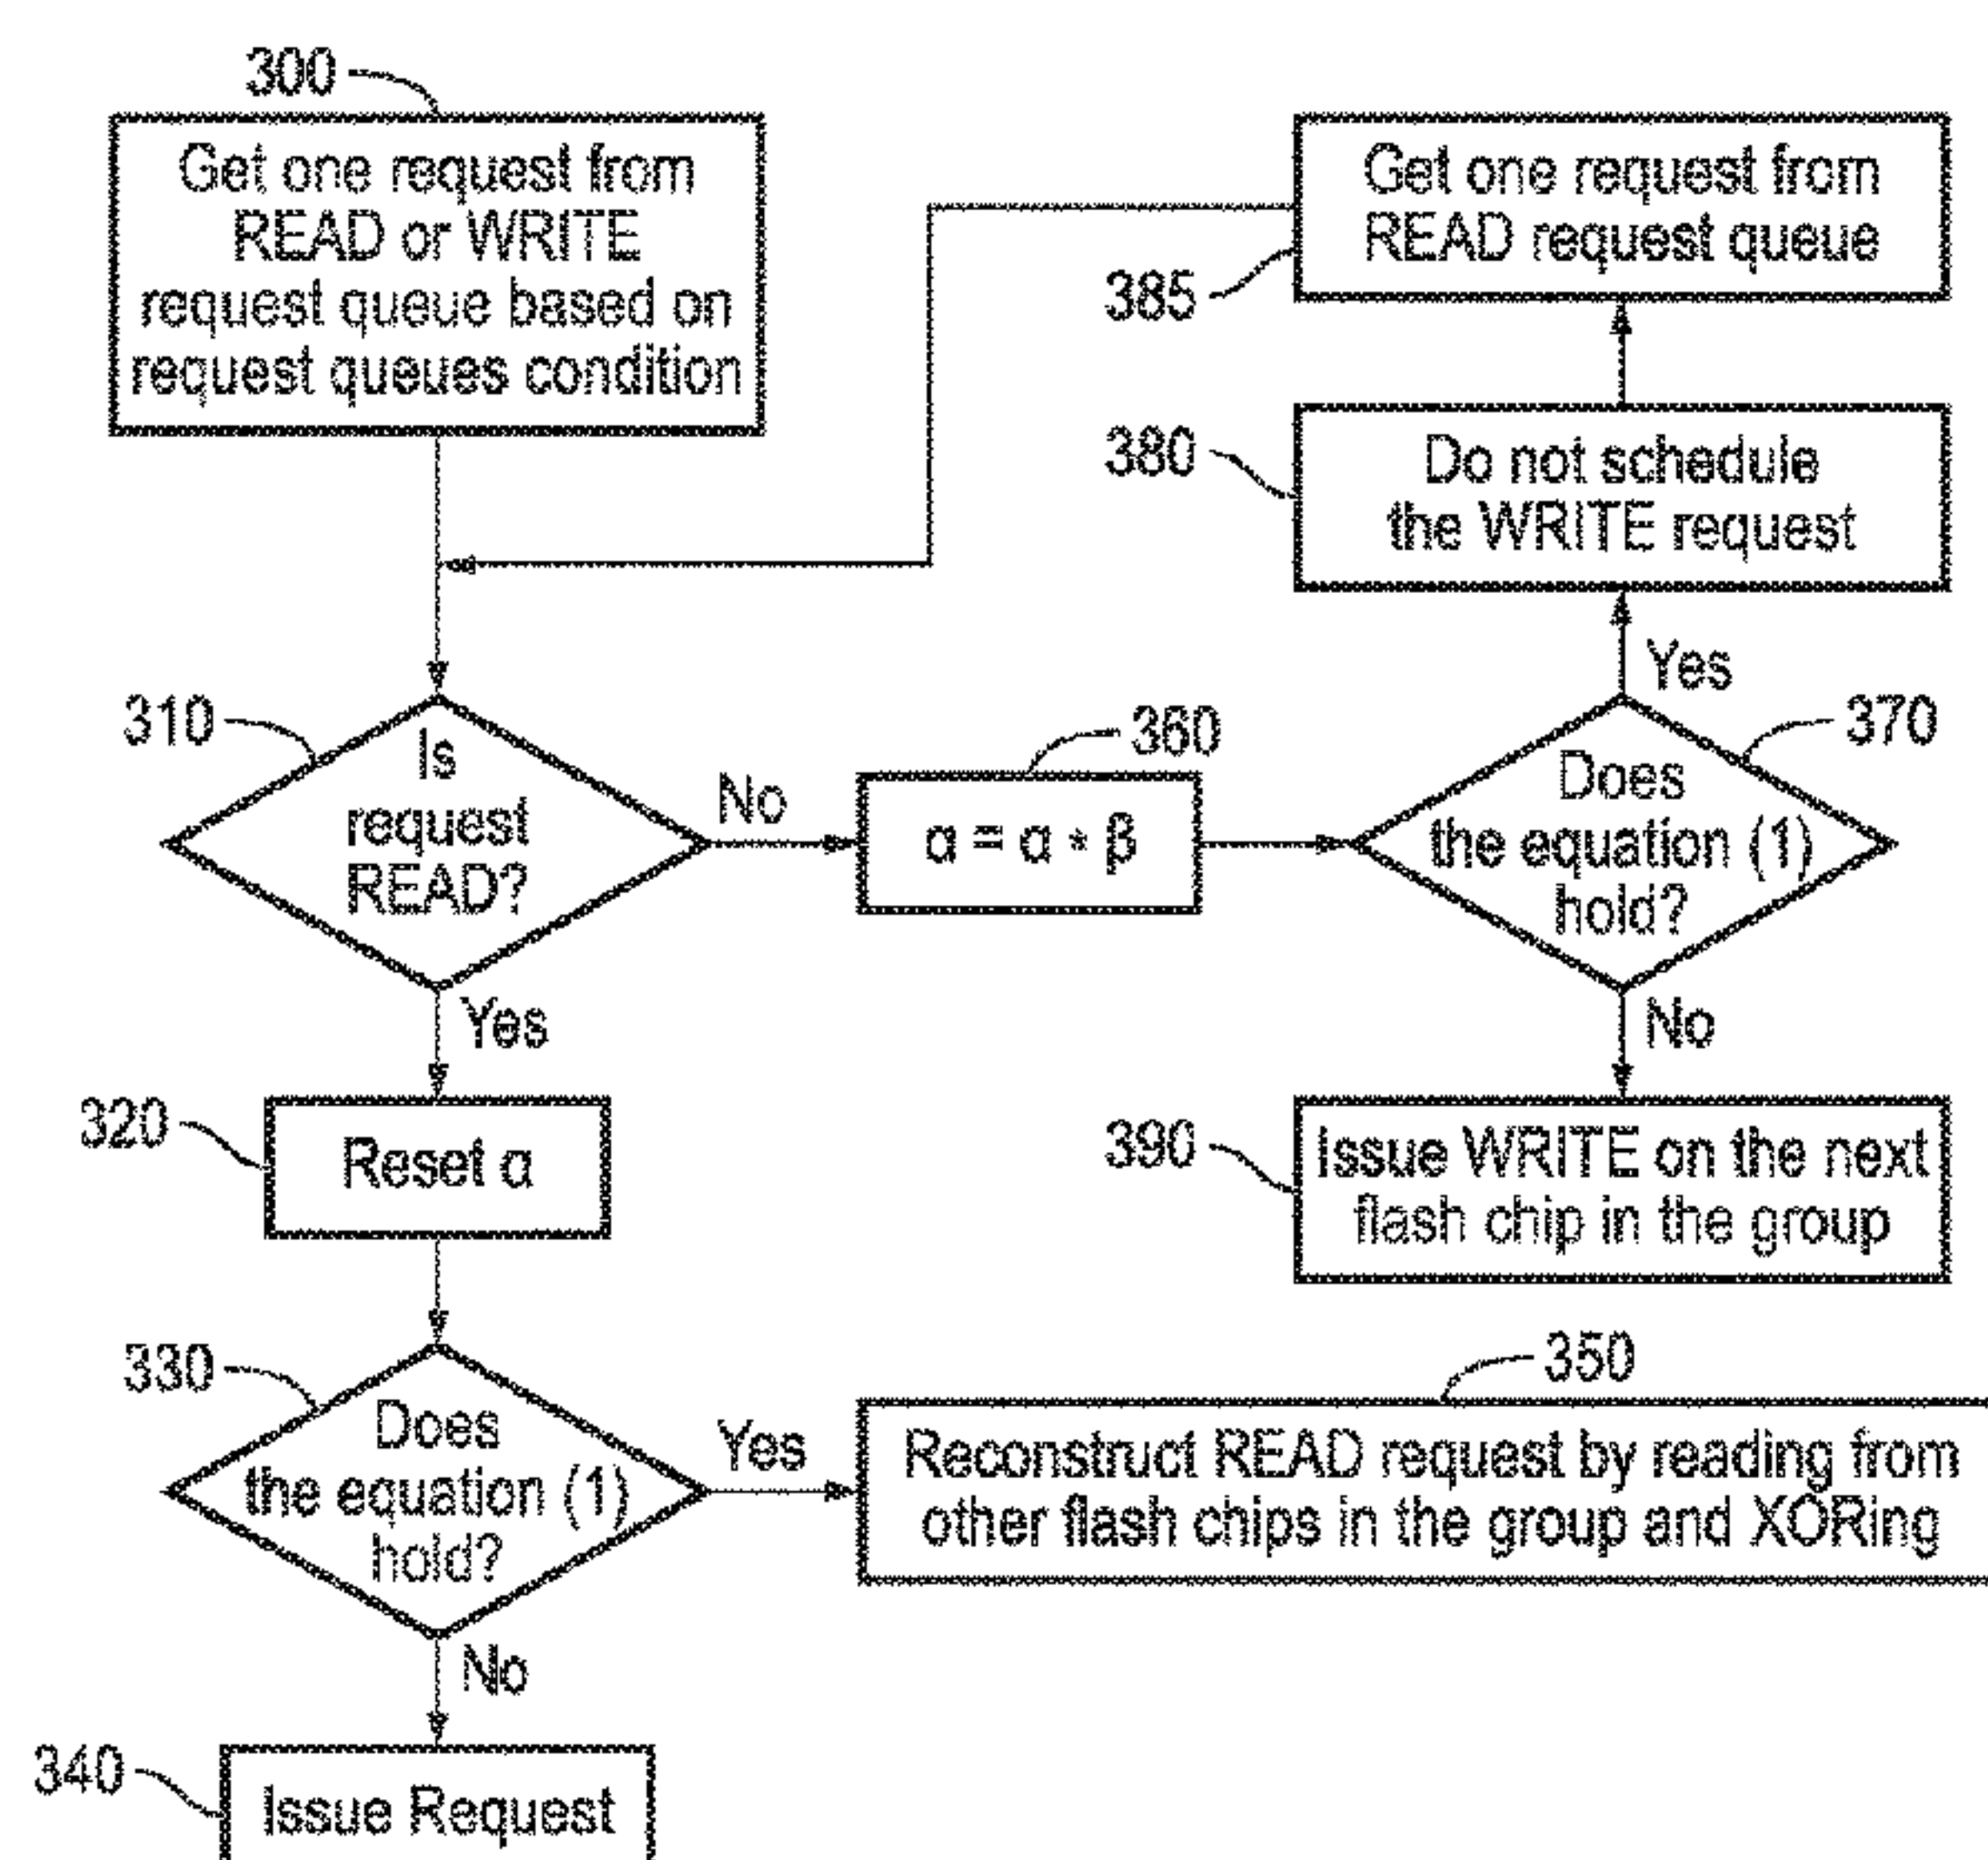 300
Get one request from
READ or WRITE
request queue based on
request queues condition
Get one request from
READ request queue
385
380
Do not schedule
the WRITE request
Yes
310
Is
request
READ?
No
360
α = α * β
370
Does
the equation (1)
hold?
Yes
No
320
Reset α
390
Issue WRITE on the next
flash chip in the group
330
Does
the equation (1)
hold?
Yes
350
Reconstruct READ request by reading from
other flash chips in the group and XORing
No
340
Issue Request